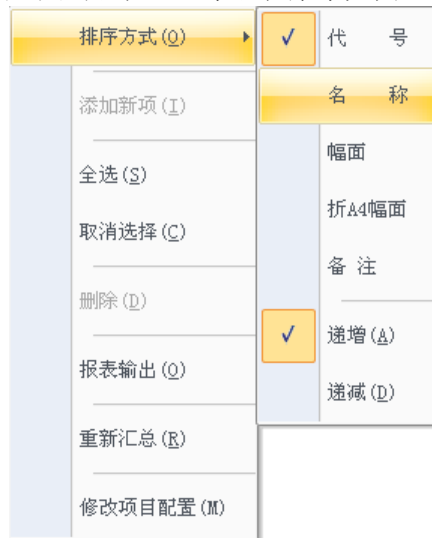 排序方式(O)
添加新项(I)
全选(S)
取消选择(C)
删除(D)
报表输出(O)
重新汇总(R)
修改项目配置(M)
代 号
名 称
幅面
折A4幅面
备 注
递增(A)
递减(D)